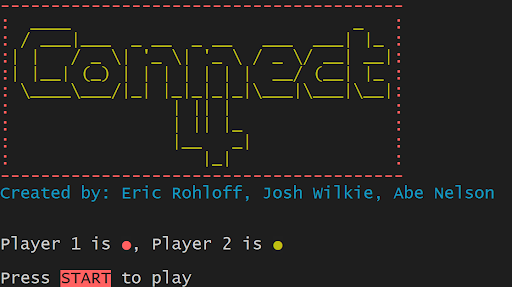 Connect
4
Created by: Eric Rohloff, Josh Wilkie, Abe Nelson
Player 1 is ●, Player 2 is ●
Press START to play